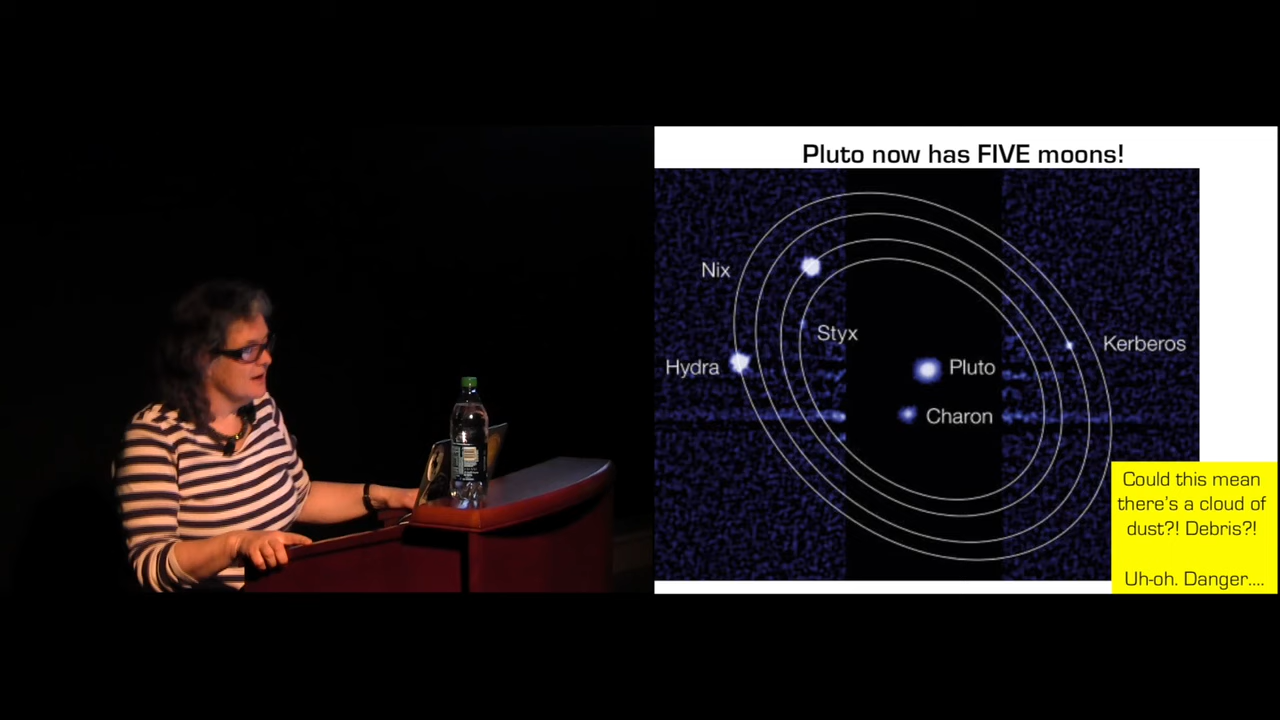 Pluto now has FIVE moons!
Nix
Styx
Kerberos
Hydra
Pluto
Charon
Could this mean
there's a cloud of
dust?! Debris?!
Uh-oh. Danger....